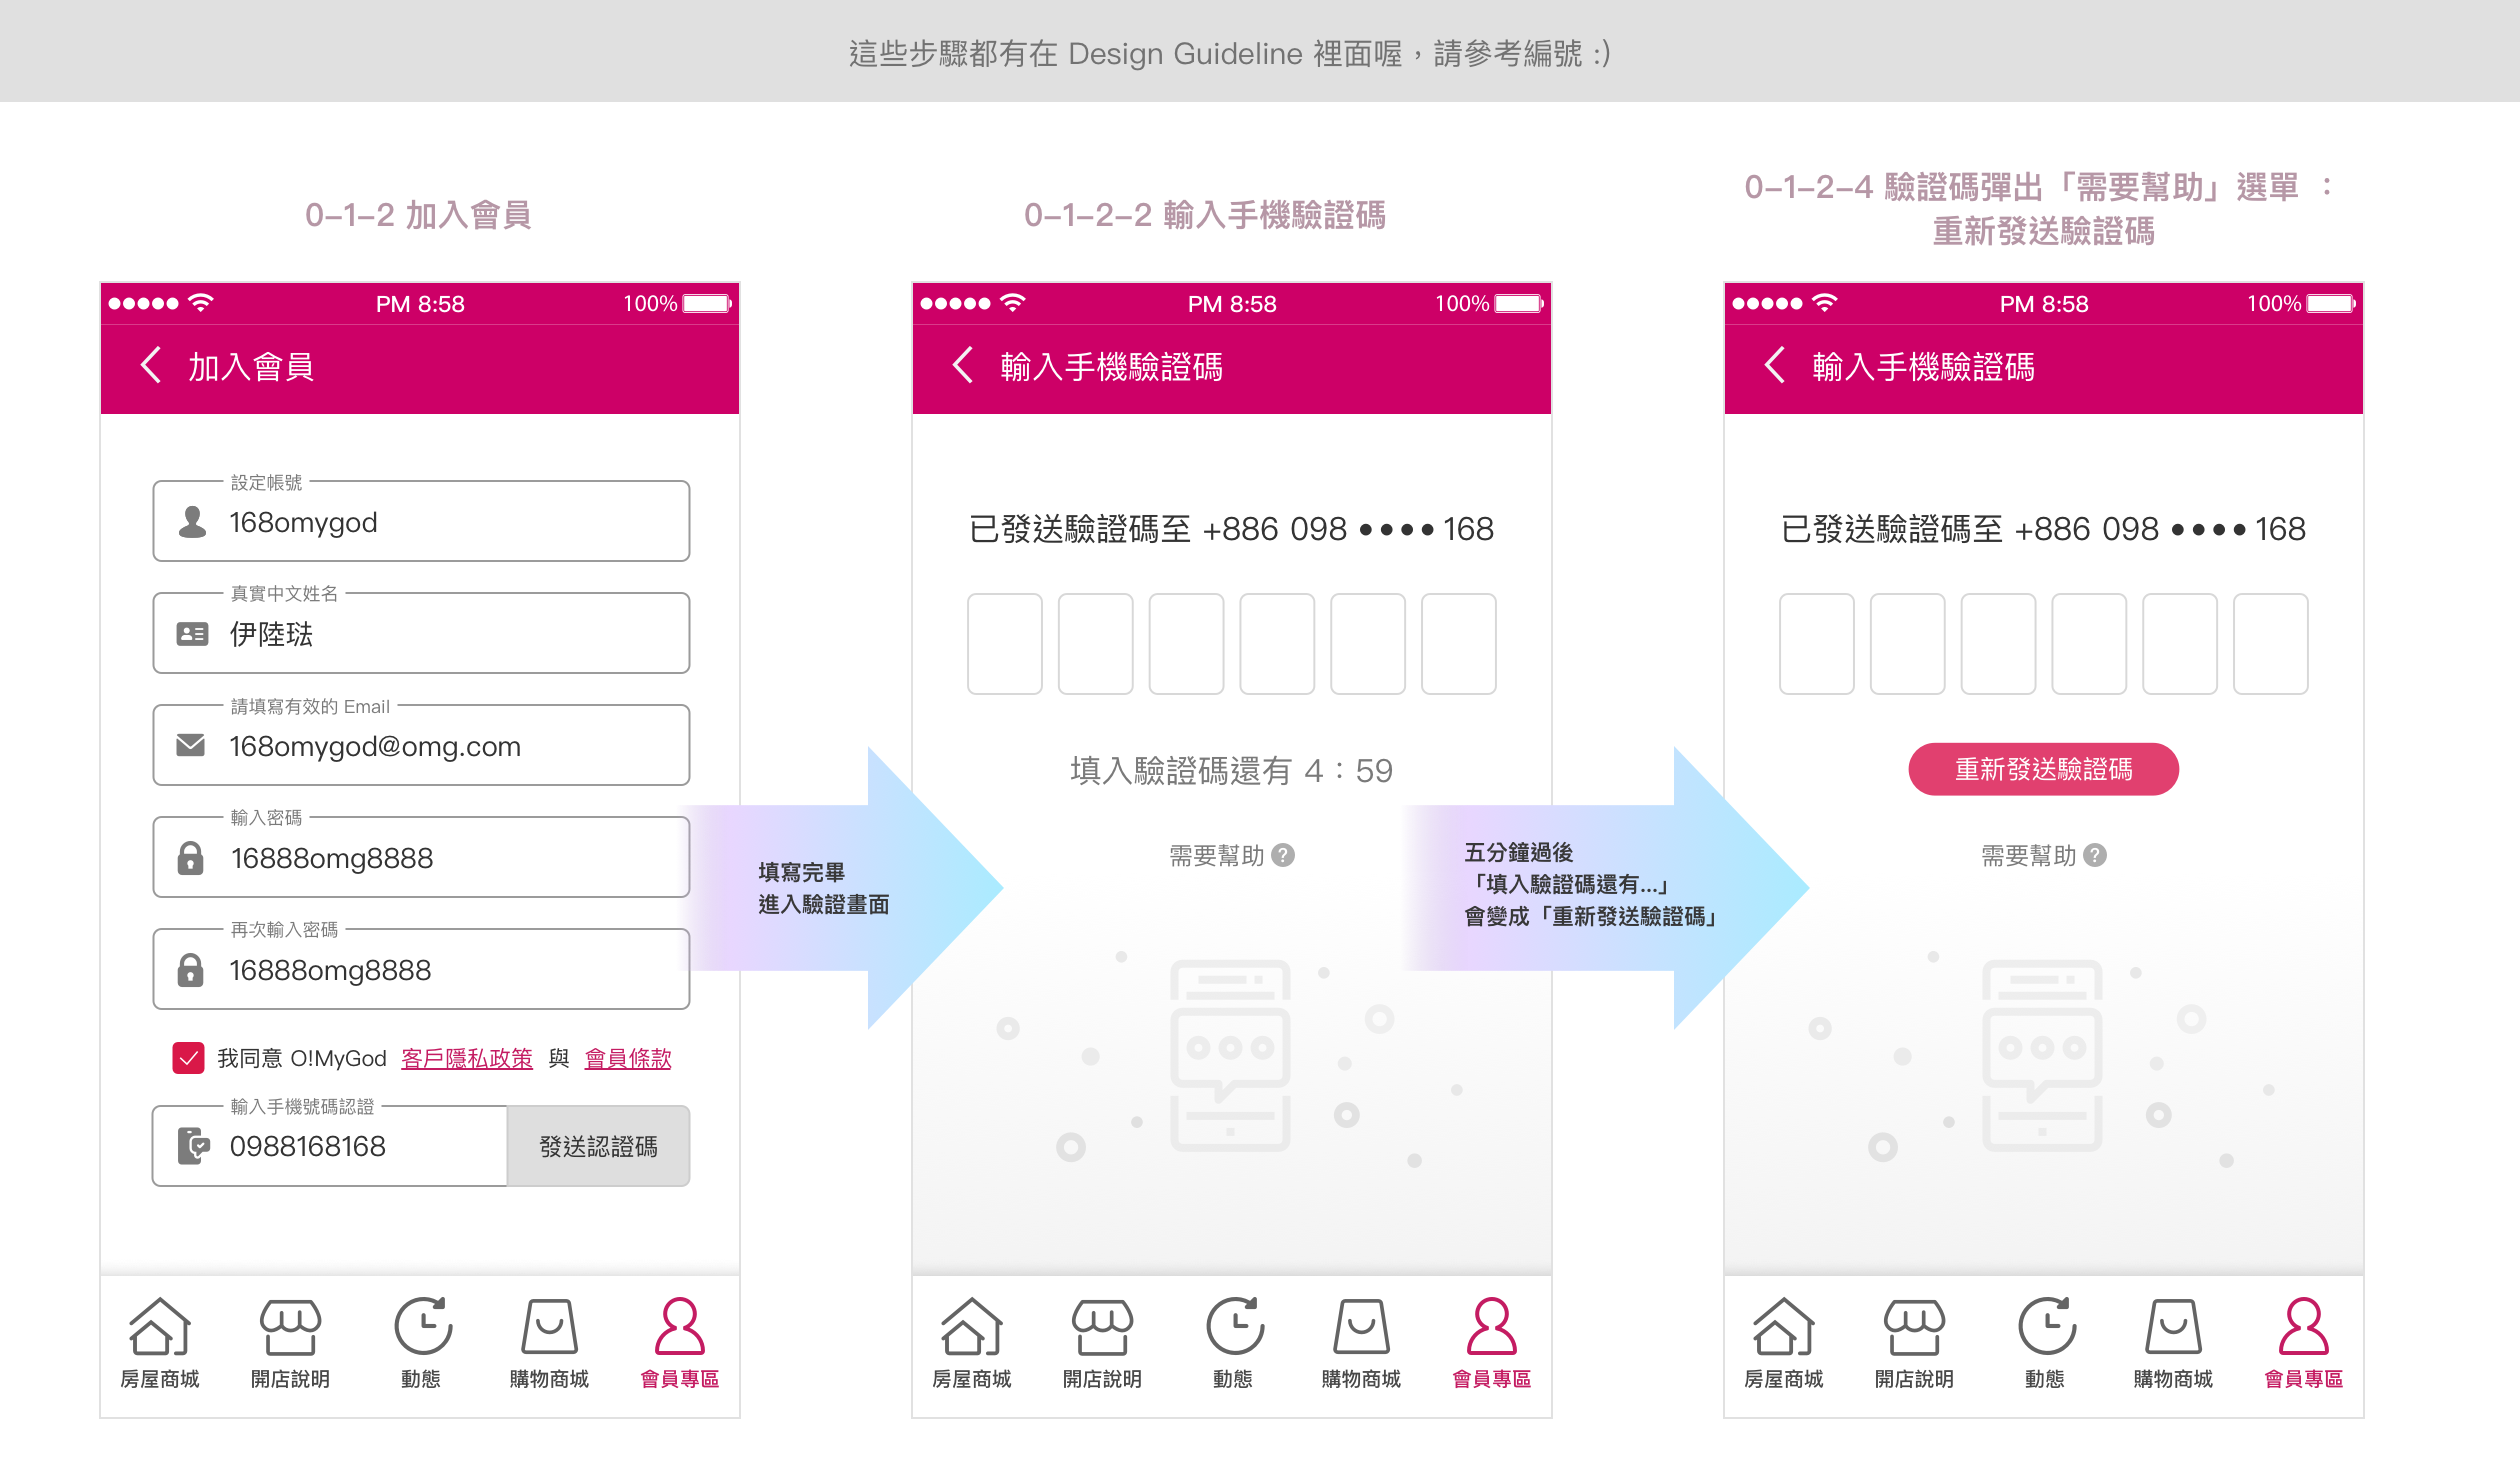 這些步驟都有在 Design Guideline 裡面喔，請參考編號 :)
0-1-2 加入會員
PM 8:58
100%
加入會員
設定帳號
168omygod
真實中文姓名
伊陸琺
請填寫有效的 Email
168omygod@omg.com
輸入密碼
16888omg8888
再次輸入密碼
16888omg8888
我同意 O!MyGod 客戶隱私政策 與 會員條款
輸入手機號碼認證
0988168168
發送認證碼
房屋商城
開店說明
動態
購物商城
會員專區
填寫完畢
進入驗證畫面
0-1-2-2 輸入手機驗證碼
PM 8:58
100%
輸入手機驗證碼
已發送驗證碼至 +886 098 •••• 168
填入驗證碼還有 4：59
需要幫助 ?
房屋商城
開店說明
動態
購物商城
會員專區
五分鐘過後
「填入驗證碼還有...」
會變成「重新發送驗證碼」
0-1-2-4 驗證碼彈出「需要幫助」選單 ：
重新發送驗證碼
PM 8:58
100%
輸入手機驗證碼
已發送驗證碼至 +886 098 •••• 168
重新發送驗證碼
需要幫助 ?
房屋商城
開店說明
動態
購物商城
會員專區